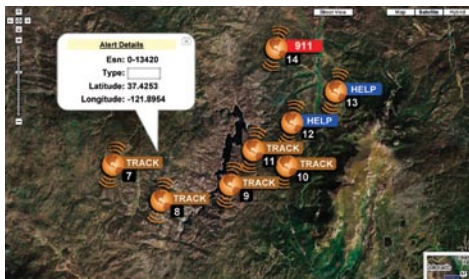 Street View
Map
Satellite
Hybrid
Alert Details
Esn: 0-13420
Type:
Latitude: 37.4253
Longitude: -121.8954
911
14
HELP
13
HELP
12
TRACK
11
TRACK
10
TRACK
9
TRACK
8
TRACK
7